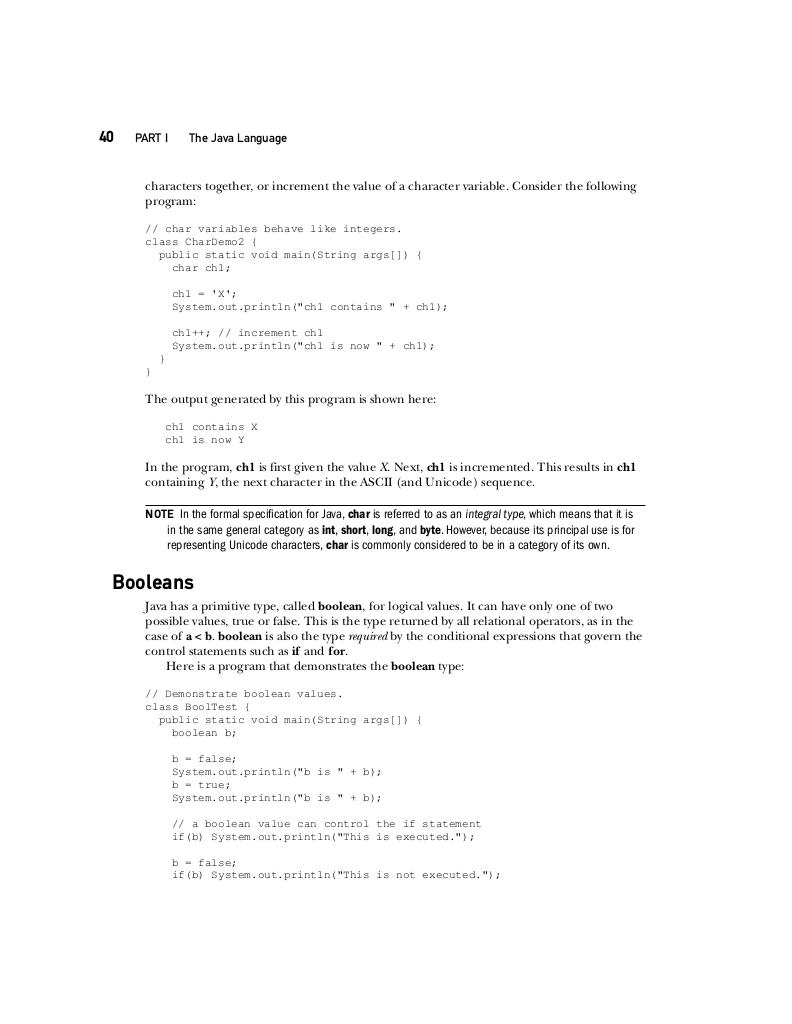 40 PART I The Java Language
characters together, or increment the value of a character variable. Consider the following
program:
// char variables behave like integers.
class CharDemo2 {
  public static void main(String args[]) {
    char ch1;

    ch1 = 'X';
    System.out.println("ch1 contains " + ch1);

    ch1++; // increment ch1
    System.out.println("ch1 is now " + ch1);
  }
}
The output generated by this program is shown here:
ch1 contains X
ch1 is now Y
In the program, ch1 is first given the value X. Next, ch1 is incremented. This results in ch1
containing Y, the next character in the ASCII (and Unicode) sequence.
NOTE In the formal specification for Java, char is referred to as an integral type, which means that it is
in the same general category as int, short, long, and byte. However, because its principal use is for
representing Unicode characters, char is commonly considered to be in a category of its own.
Booleans
Java has a primitive type, called boolean, for logical values. It can have only one of two
possible values, true or false. This is the type returned by all relational operators, as in the
case of a < b. boolean is also the type required by the conditional expressions that govern the
control statements such as if and for.
Here is a program that demonstrates the boolean type:
// Demonstrate boolean values.
class BoolTest {
  public static void main(String args[]) {
    boolean b;

    b = false;
    System.out.println("b is " + b);
    b = true;
    System.out.println("b is " + b);

    // a boolean value can control the if statement
    if(b) System.out.println("This is executed.");

    b = false;
    if(b) System.out.println("This is not executed.");